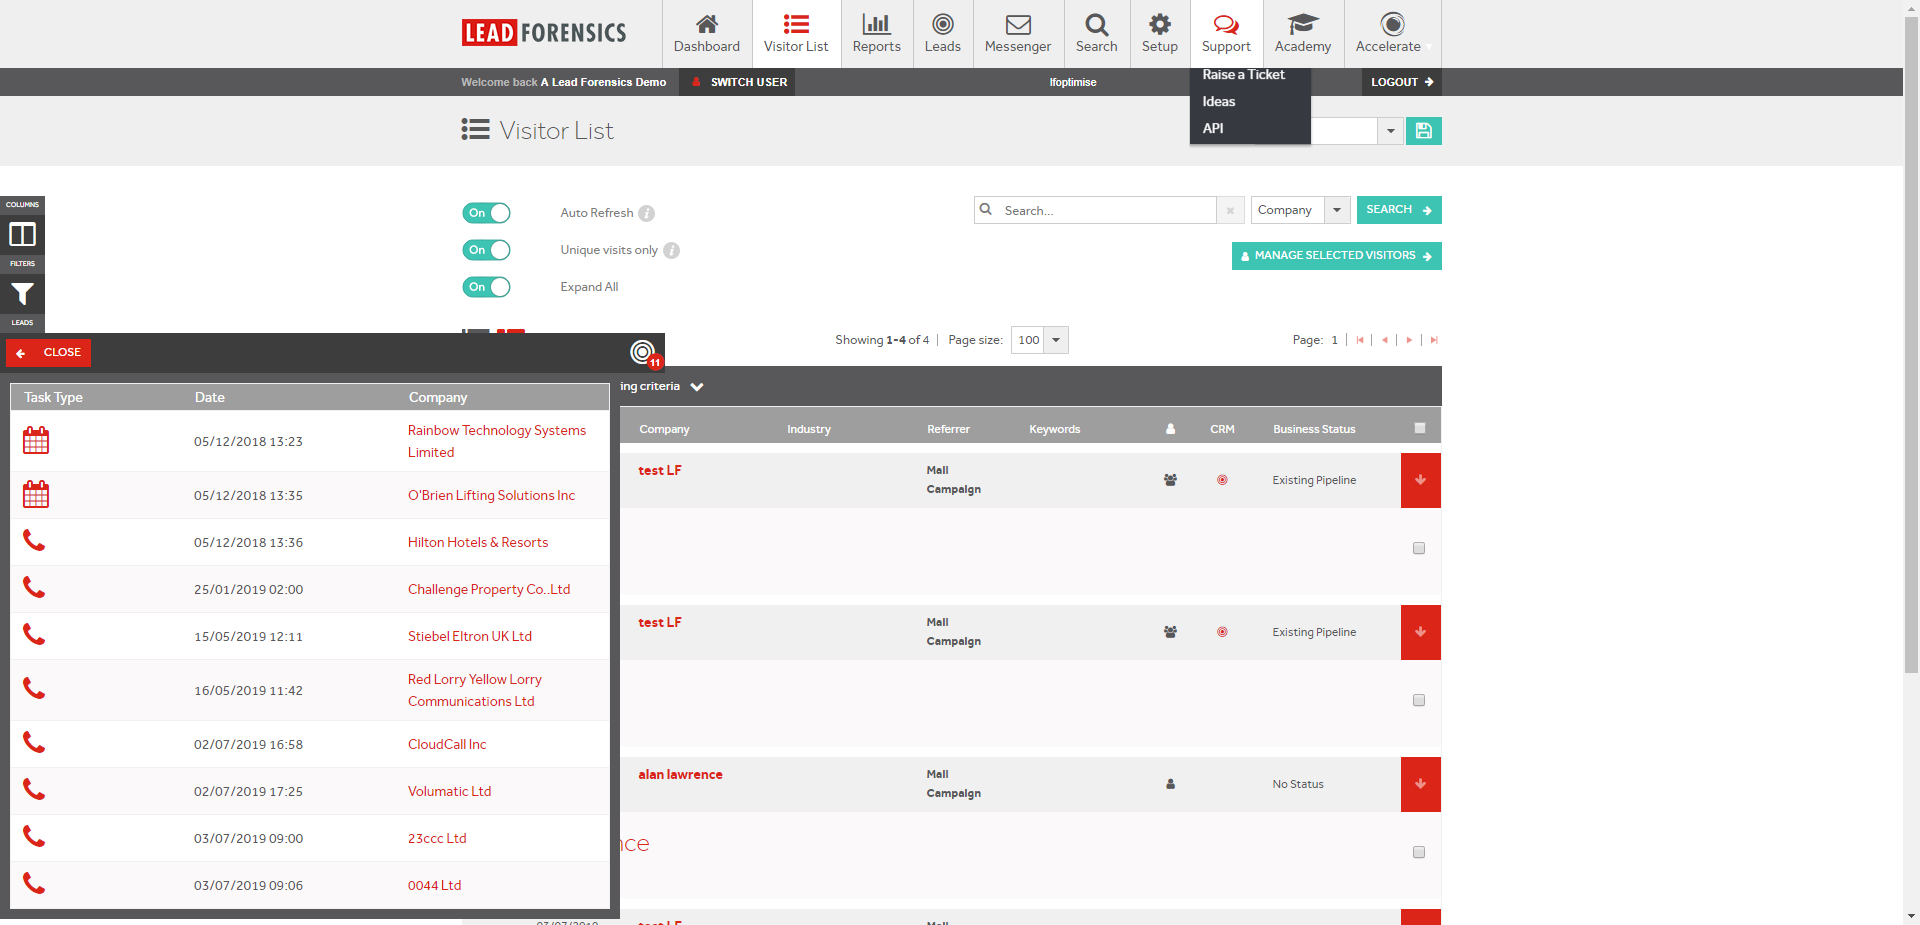 LEAD FORENSICS
Dashboard
Visitor List
Reports
Leads
Messenger
Search
Setup
Support
Academy
Accelerate
Welcome back A Lead Forensics Demo
SWITCH USER
lfoptimise
Raise a Ticket
LOGOUT
Ideas
API
Visitor List
COLUMNS
FILTERS
LEADS
On Auto Refresh i
On Unique visits only i
On Expand All
Search...
Company
SEARCH
MANAGE SELECTED VISITORS
Showing 1-4 of 4 | Page size: 100
Page: 1
CLOSE
11
ing criteria
Task Type Date Company
05/12/2018 13:23 Rainbow Technology Systems
Limited
05/12/2018 13:35 O'Brien Lifting Solutions Inc
05/12/2018 13:36 Hilton Hotels & Resorts
25/01/2019 02:00 Challenge Property Co..Ltd
15/05/2019 12:11 Stiebel Eltron UK Ltd
16/05/2019 11:42 Red Lorry Yellow Lorry
Communications Ltd
02/07/2019 16:58 CloudCall Inc
02/07/2019 17:25 Volumatic Ltd
03/07/2019 09:00 23ccc Ltd
03/07/2019 09:06 0044 Ltd
Company Industry Referrer Keywords CRM Business Status
test LF Mail
Campaign
Existing Pipeline
test LF Mail
Campaign
Existing Pipeline
alan lawrence Mail
Campaign
No Status
nce
03/07/2019 test LF Mail